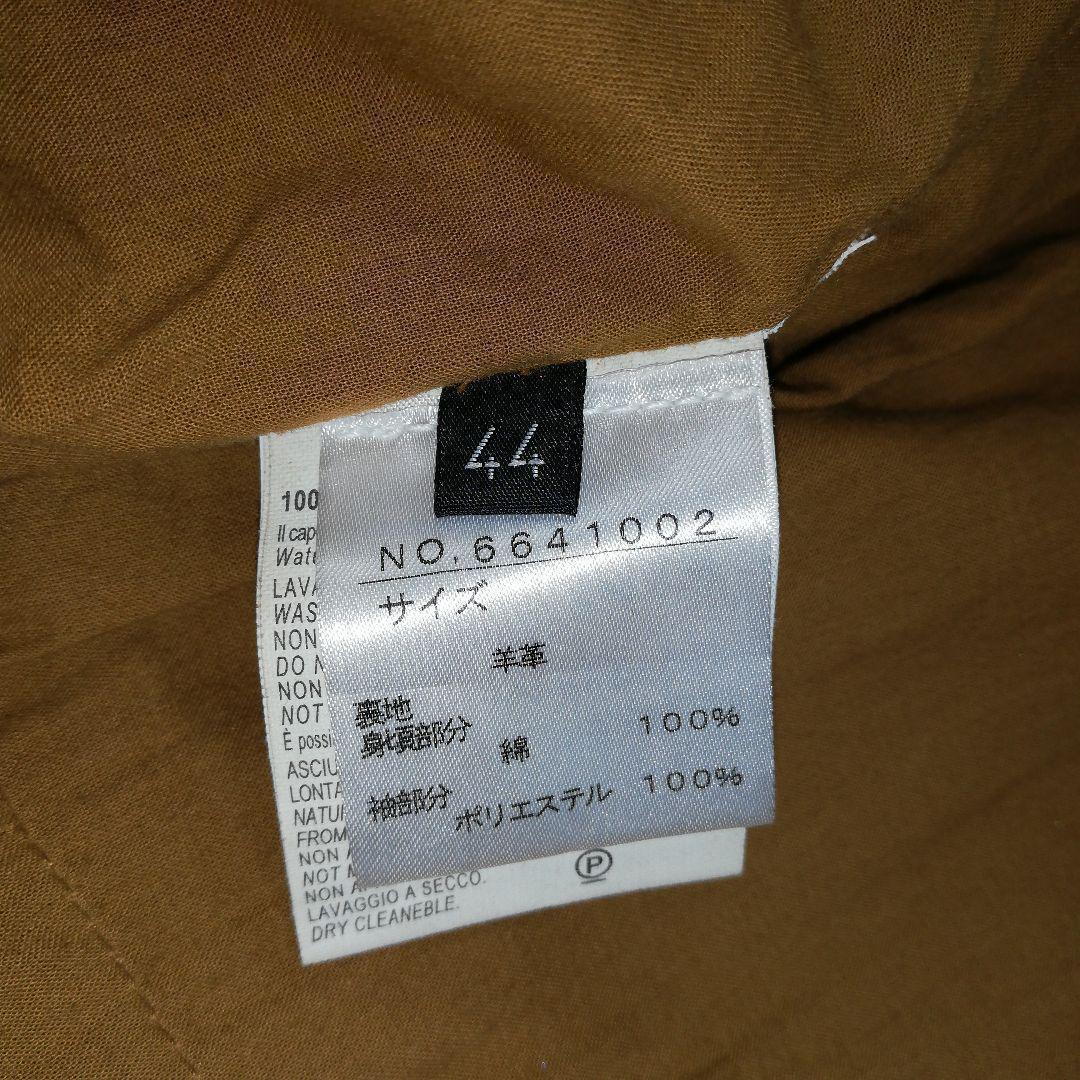 44
NO.6641002
サイズ
羊革
裏地
身頃部分
綿 100%
袖部分
ポリエステル 100%
100
Il cap
Wat
LAVA
WAS
NON
DO N
NON
NOT
È possi
ASCIU
LONTA
NATU
FROM
NON
NOT
NON A
LAVAGGIO A SECCO.
DRY CLEANEBLE.
P